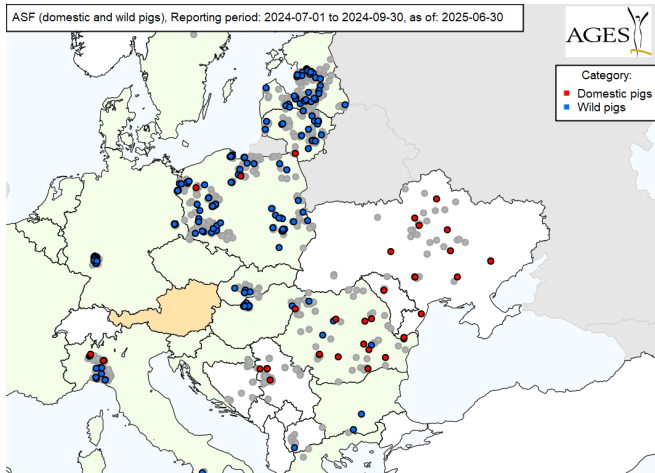 ASF (domestic and wild pigs), Reporting period: 2024-07-01 to 2024-09-30, as of: 2025-06-30
AGES
Category:
Domestic pigs
Wild pigs